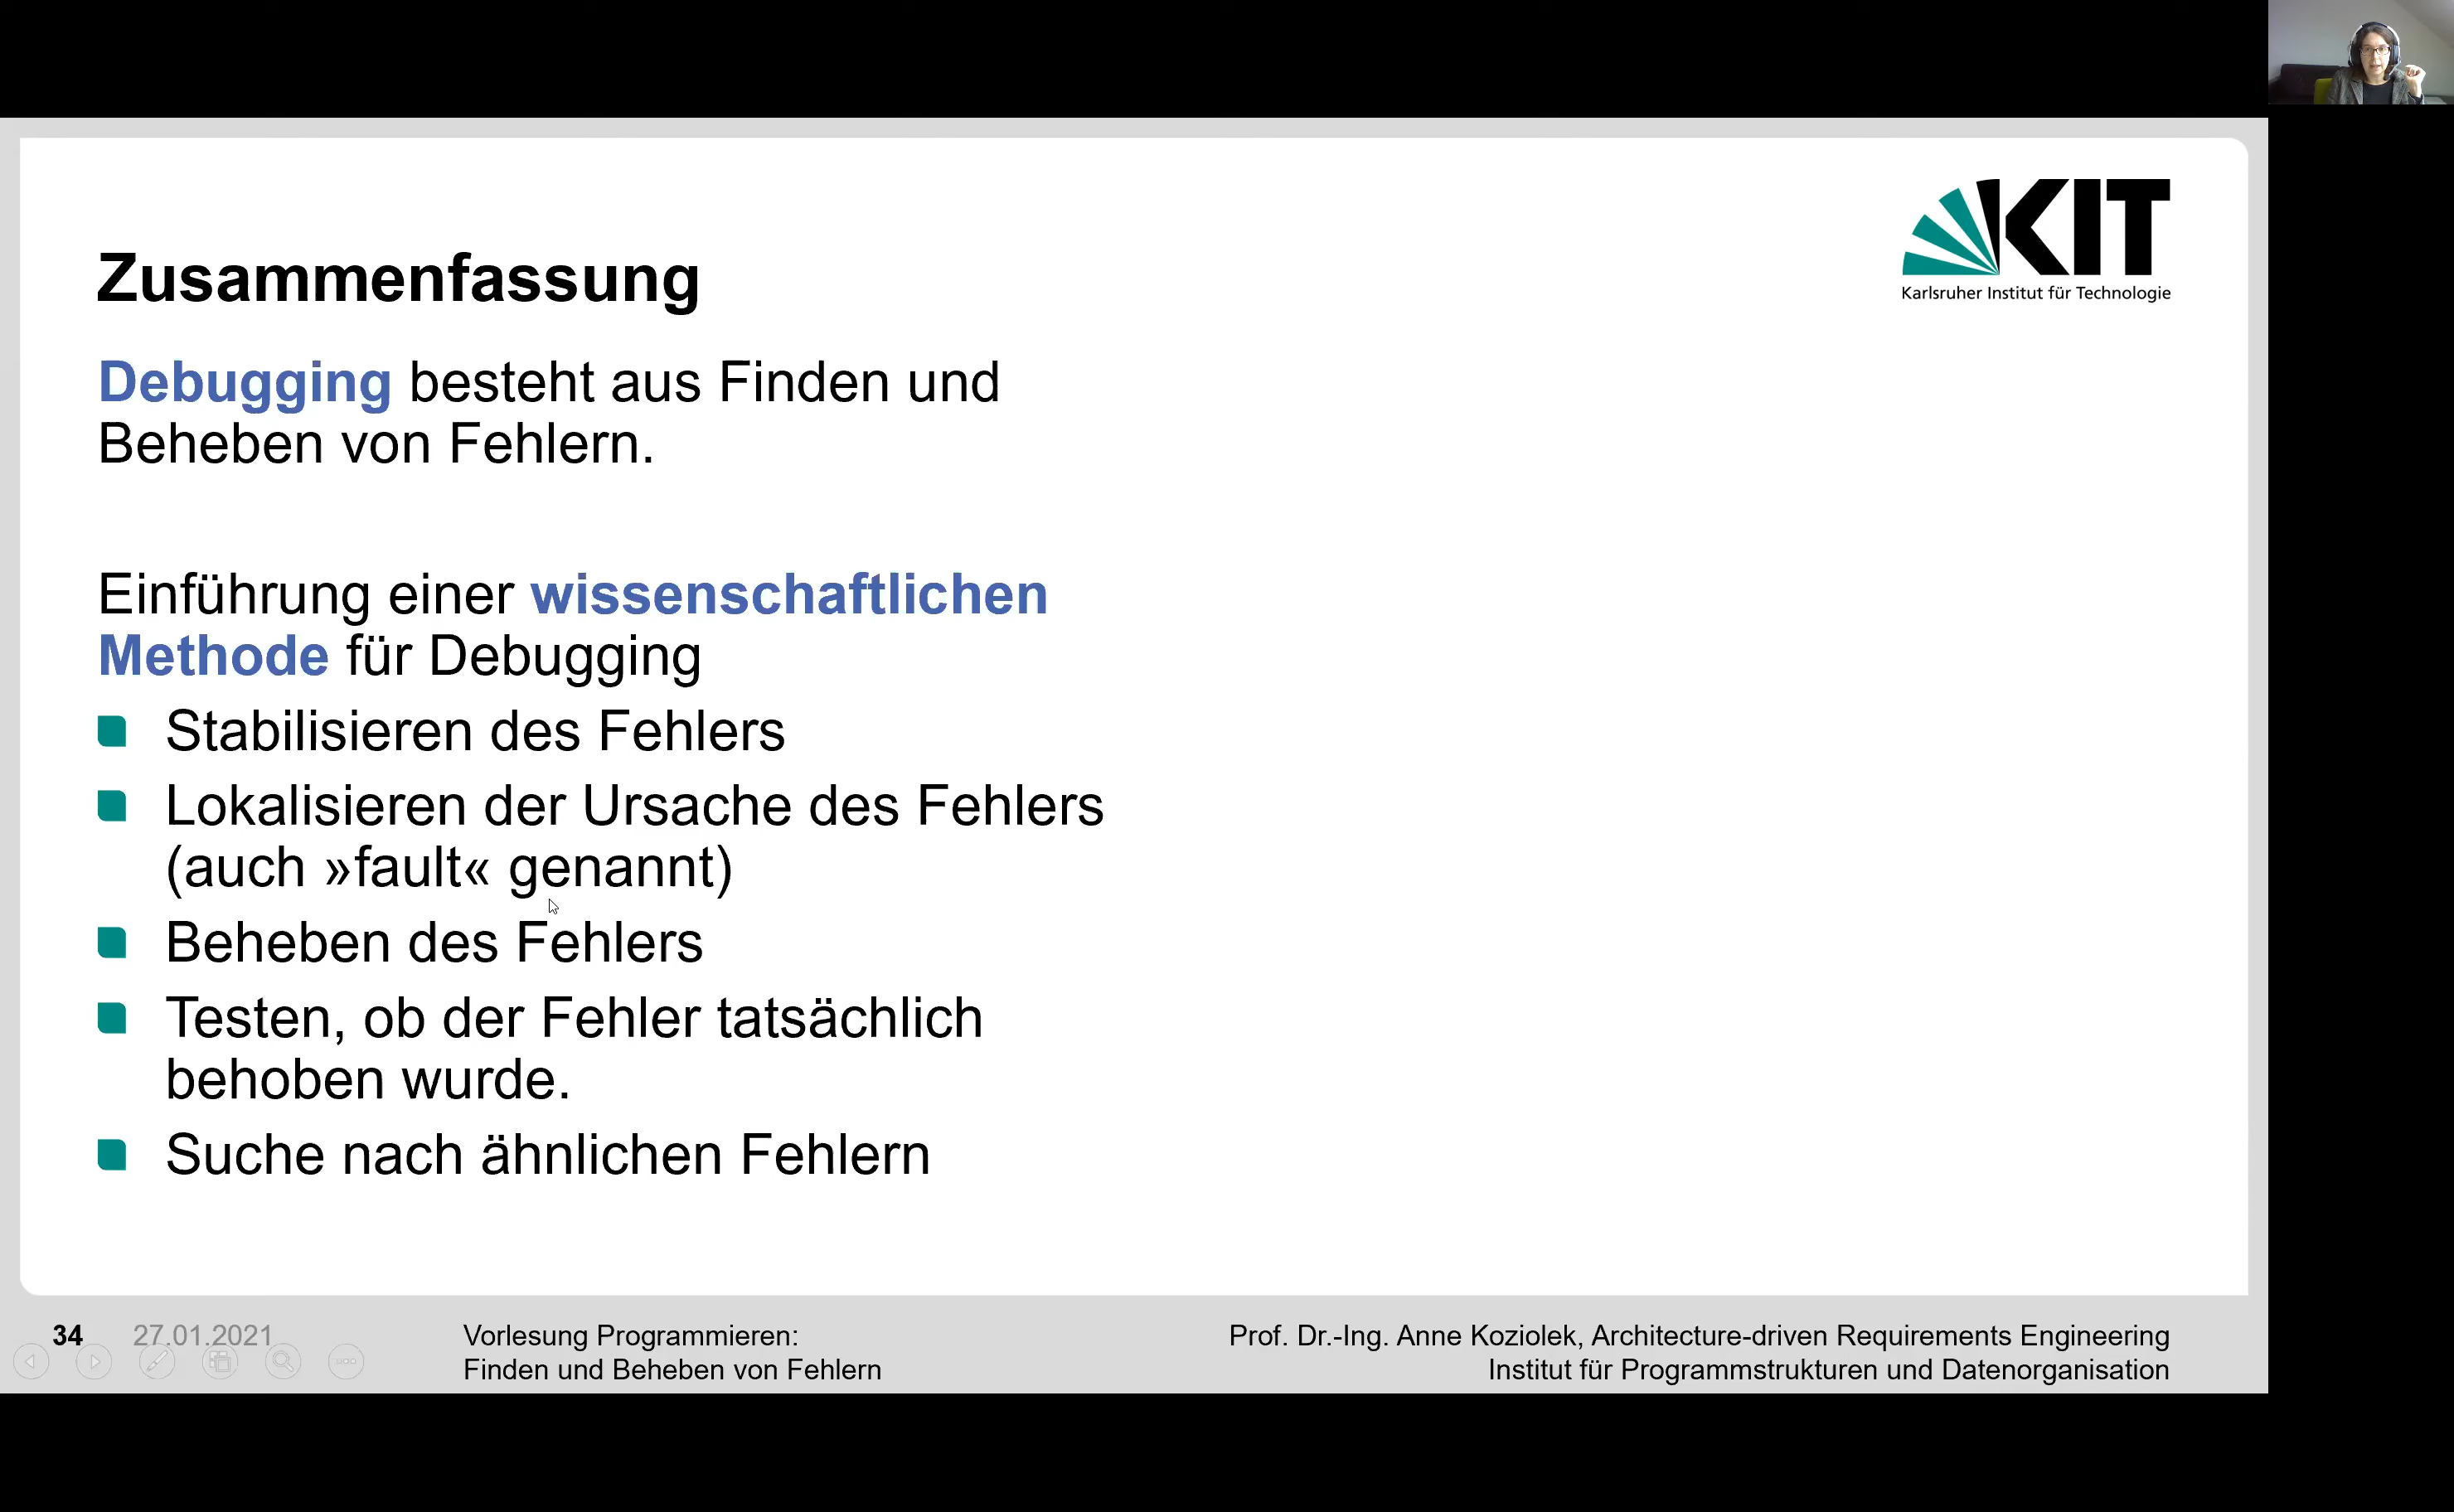 KIT
Karlsruher Institut für Technologie
Zusammenfassung
Debugging besteht aus Finden und
Beheben von Fehlern.
Einführung einer wissenschaftlichen
Methode für Debugging
Stabilisieren des Fehlers
Lokalisieren der Ursache des Fehlers
(auch »fault« genannt)
Beheben des Fehlers
Testen, ob der Fehler tatsächlich
behoben wurde.
Suche nach ähnlichen Fehlern
34
27.01.2021
Vorlesung Programmieren:
Finden und Beheben von Fehlern
Prof. Dr.-Ing. Anne Koziolek, Architecture-driven Requirements Engineering
Institut für Programmstrukturen und Datenorganisation